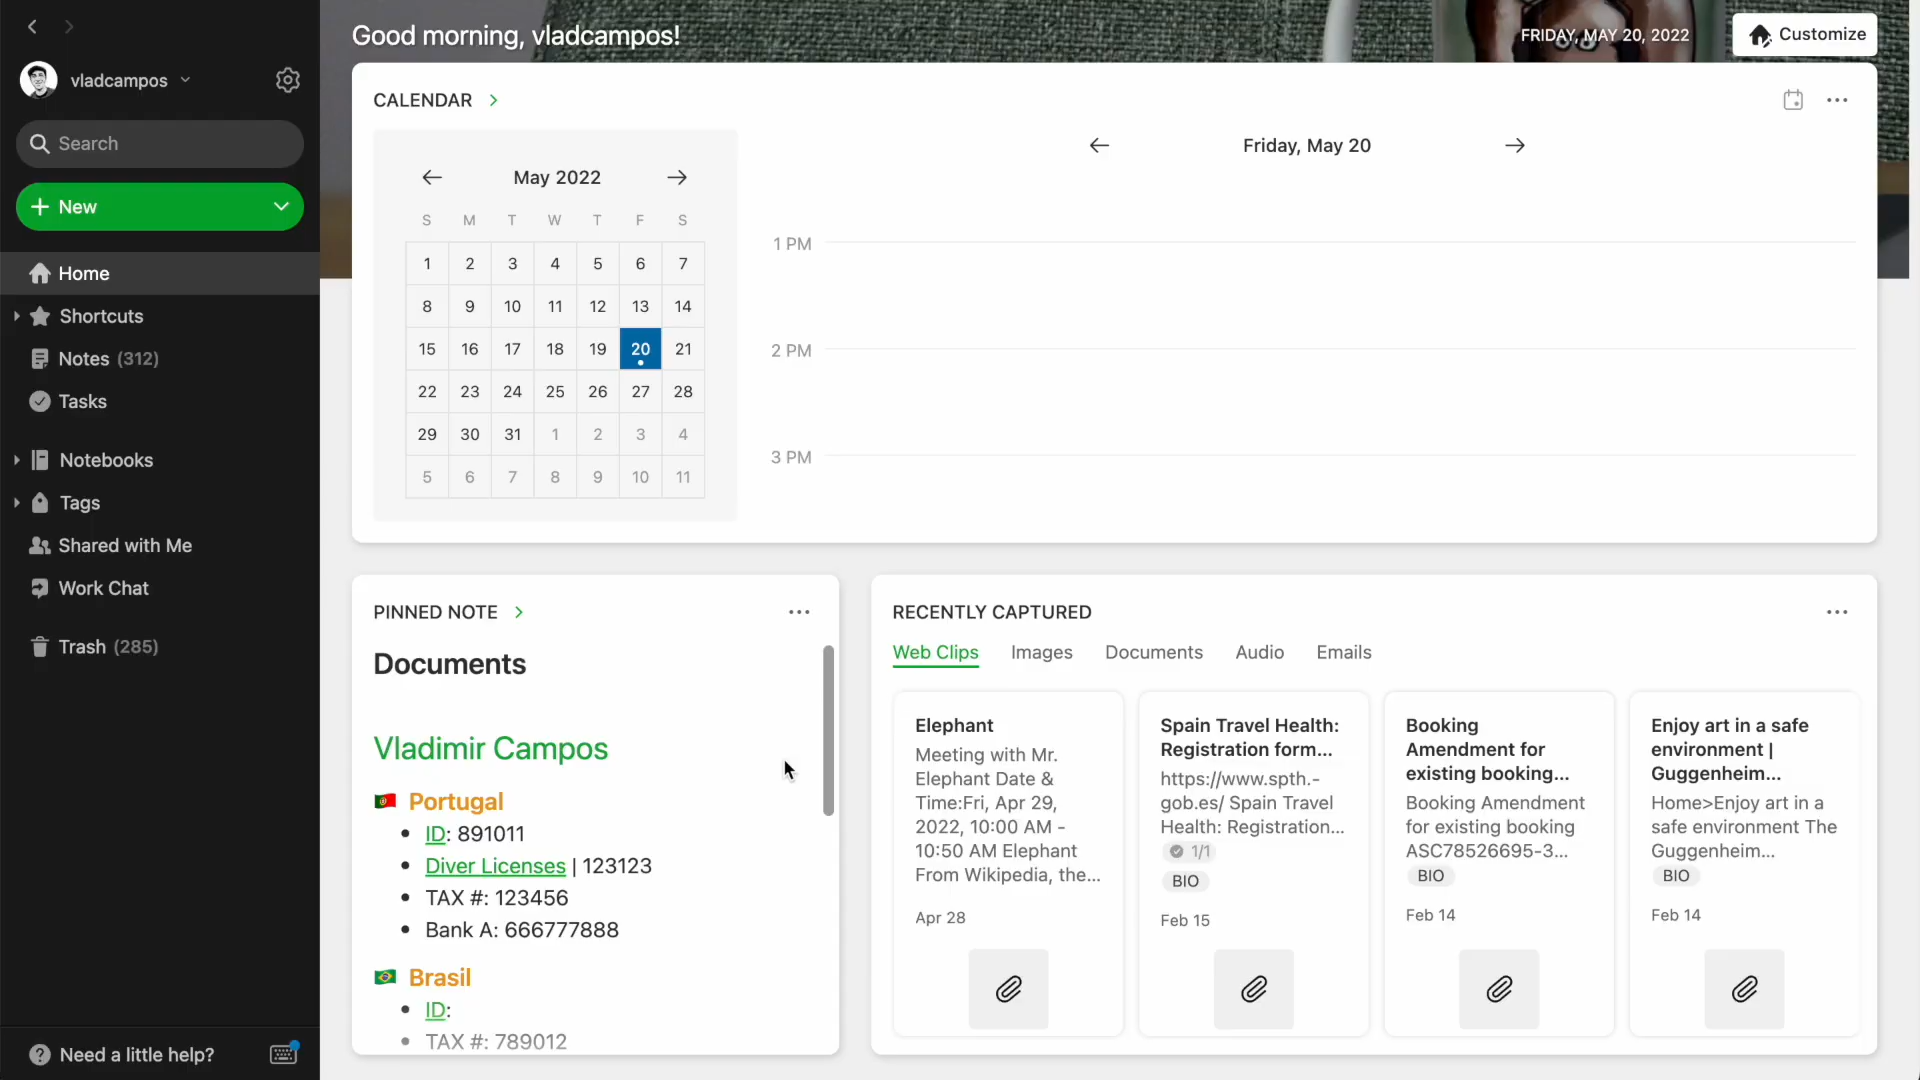 Good morning, vladcampos!
FRIDAY, MAY 20, 2022
Customize
vladcampos
Search
New
Home
Shortcuts
Notes (312)
Tasks
Notebooks
Tags
Shared with Me
Work Chat
Trash (285)
Need a little help?
CALENDAR
May 2022
S M T W T F S
1 2 3 4 5 6 7
8 9 10 11 12 13 14
15 16 17 18 19 20 21
22 23 24 25 26 27 28
29 30 31 1 2 3 4
5 6 7 8 9 10 11
Friday, May 20
1 PM
2 PM
3 PM
PINNED NOTE
Documents
Vladimir Campos
Portugal
• ID: 891011
• Diver Licenses | 123123
• TAX #: 123456
• Bank A: 666777888
Brasil
• ID:
• TAX #: 789012
RECENTLY CAPTURED
Web Clips Images Documents Audio Emails
Elephant
Meeting with Mr.
Elephant Date &
Time:Fri, Apr 29,
2022, 10:00 AM -
10:50 AM Elephant
From Wikipedia, the...
Apr 28
Spain Travel Health:
Registration form...
https://www.spth.-
gob.es/ Spain Travel
Health: Registration...
1/1
BIO
Feb 15
Booking
Amendment for
existing booking...
Booking Amendment
for existing booking
ASC78526695-3...
BIO
Feb 14
Enjoy art in a safe
environment |
Guggenheim...
Home>Enjoy art in a
safe environment The
Guggenheim...
BIO
Feb 14